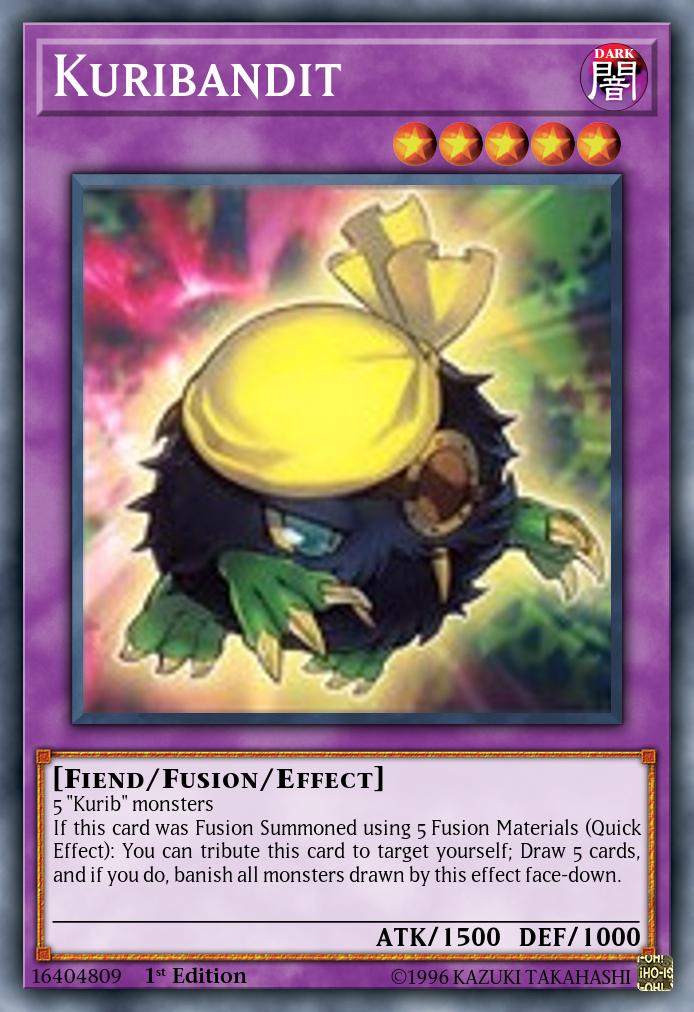 KURIBANDIT
DARK
闇
[FIEND/FUSION/EFFECT]
5 "Kurib" monsters
If this card was Fusion Summoned using 5 Fusion Materials (Quick
Effect): You can tribute this card to target yourself; Draw 5 cards,
and if you do, banish all monsters drawn by this effect face-down.
ATK/1500 DEF/1000
16404809 1st Edition ©1996 KAZUKI TAKAHASHI